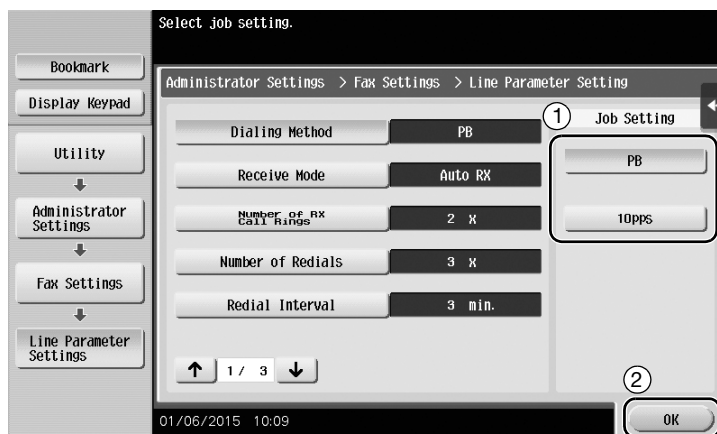 Select job setting.
Bookmark
Display Keypad
Utility
Administrator
Settings
Fax Settings
Line Parameter
Settings
Administrator Settings > Fax Settings > Line Parameter Setting
Dialing Method PB
Receive Mode Auto RX
Number of RX
Call Rings 2 X
Number of Redials 3 X
Redial Interval 3 min.
↑ 1/ 3 ↓
1 Job Setting
PB
10pps
2
OK
01/06/2015 10:09